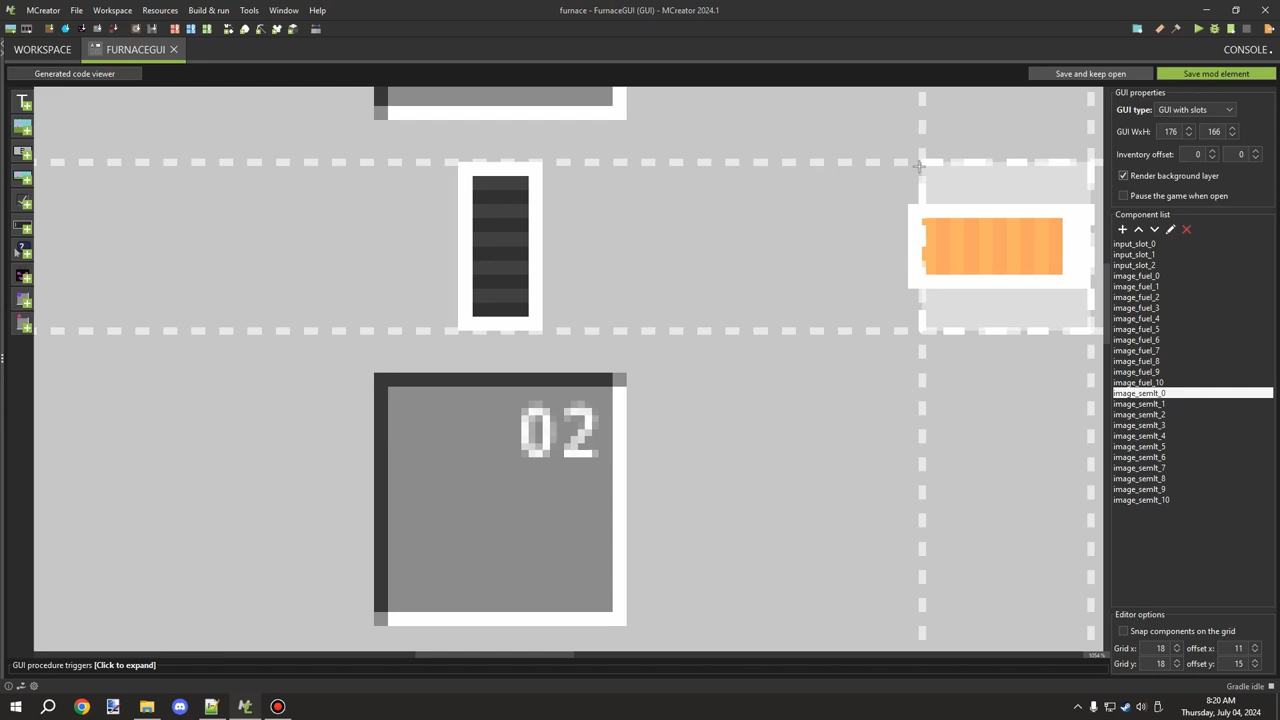 MCreator File Workspace Resources Build & run Tools Window Help
furnace - FurnaceGUI (GUI) - MCreator 2024.1
WORKSPACE FURNACEGUI CONSOLE
Generated code viewer Save and keep open Save mod element
GUI properties
GUI type: GUI with slots
GUI WxH: 176 166
Inventory offset: 0 0
Render background layer
Pause the game when open
Component list
input_slot_0
input_slot_1
input_slot_2
image_fuel_0
image_fuel_1
image_fuel_2
image_fuel_3
image_fuel_4
image_fuel_5
image_fuel_6
image_fuel_7
image_fuel_8
image_fuel_9
image_fuel_10
image_semlt_0
image_semlt_1
image_semlt_2
image_semlt_3
image_semlt_4
image_semlt_5
image_semlt_6
image_semlt_7
image_semlt_8
image_semlt_9
image_semlt_10
02
Editor options
Snap components on the grid
Grid x: 18 offset x: 11
Grid y: 18 offset y: 15
GUI procedure triggers [Click to expand]
Gradle idle
8:20 AM
Thursday, July 04, 2024